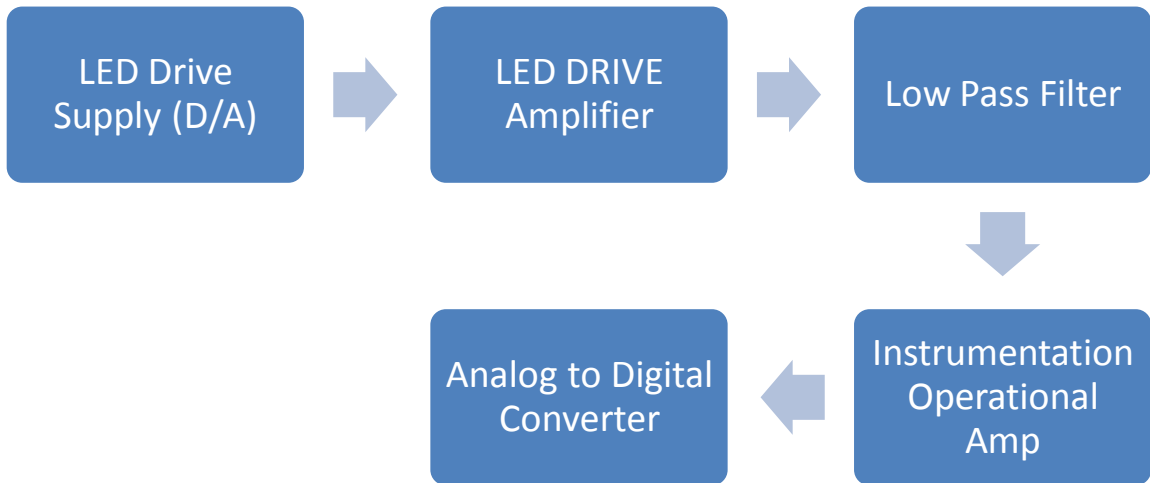 LED Drive
Supply (D/A)
LED DRIVE
Amplifier
Low Pass Filter
Instrumentation
Operational
Amp
Analog to Digital
Converter